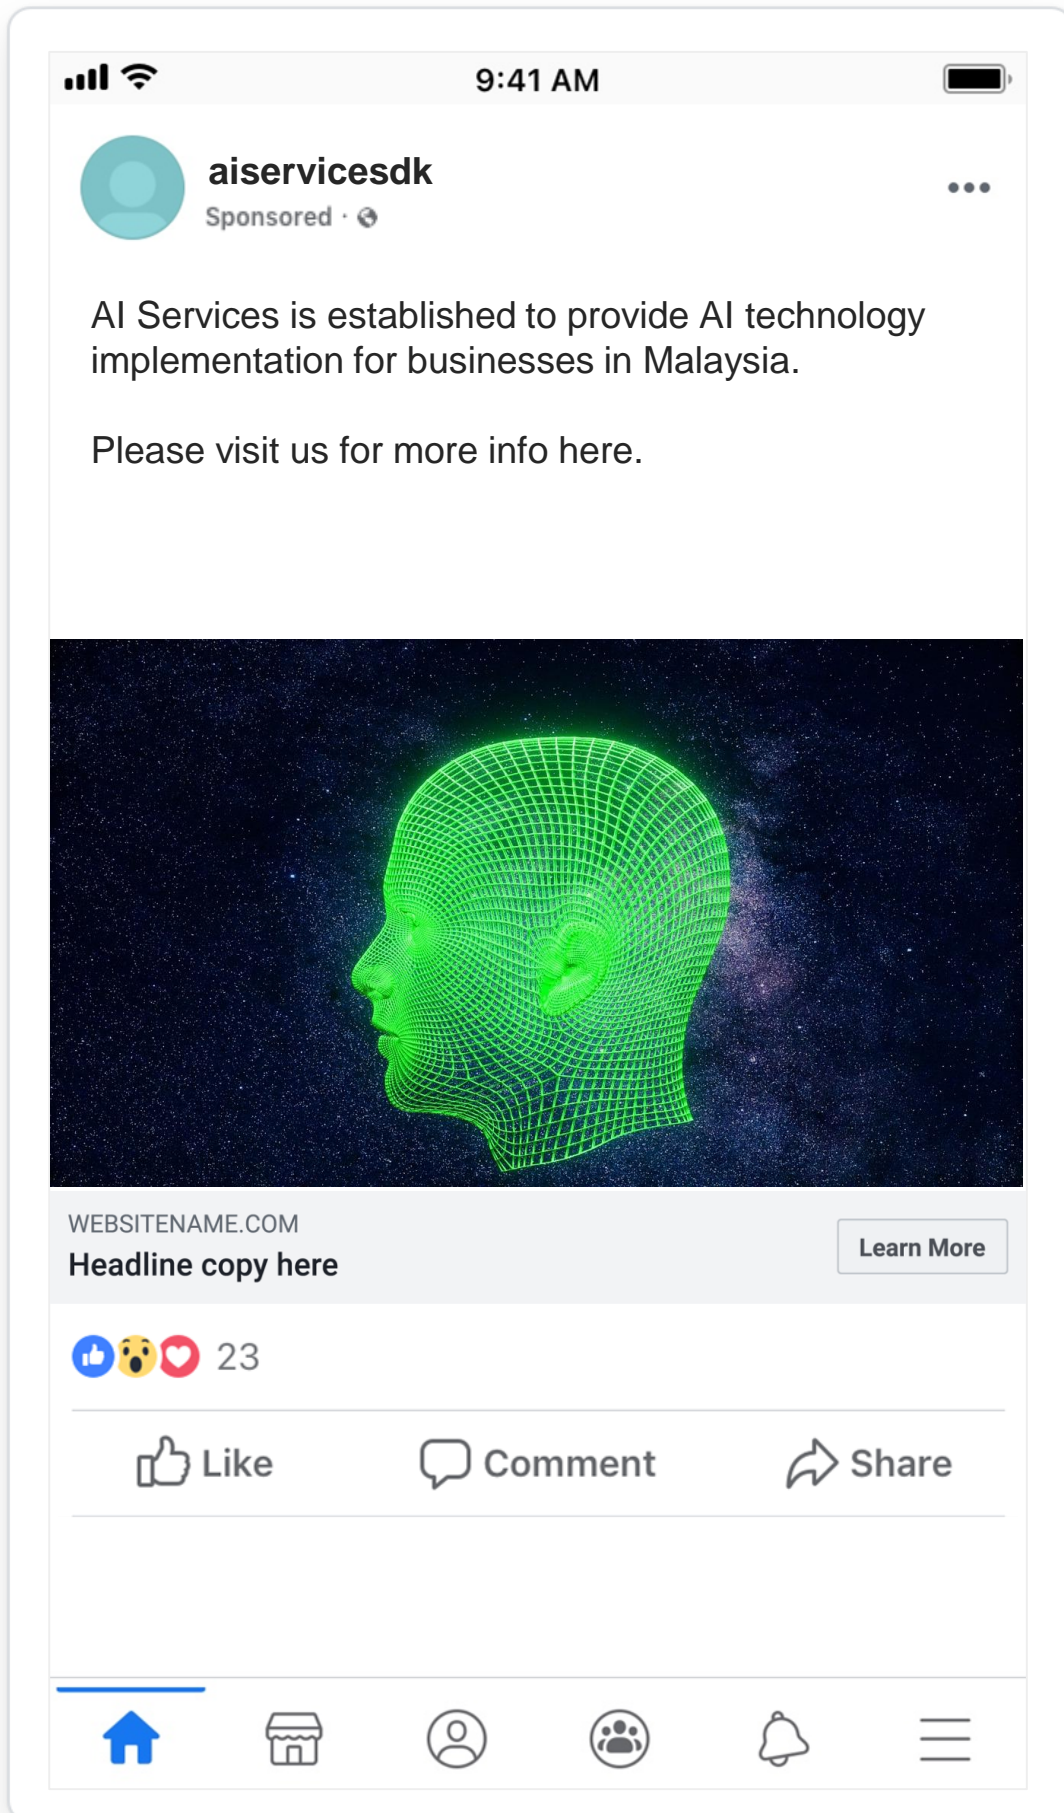 9:41 AM
aiservicesdk
Sponsored ·
AI Services is established to provide AI technology
implementation for businesses in Malaysia.
Please visit us for more info here.
WEBSITENAME.COM
Headline copy here
Learn More
23
Like
Comment
Share